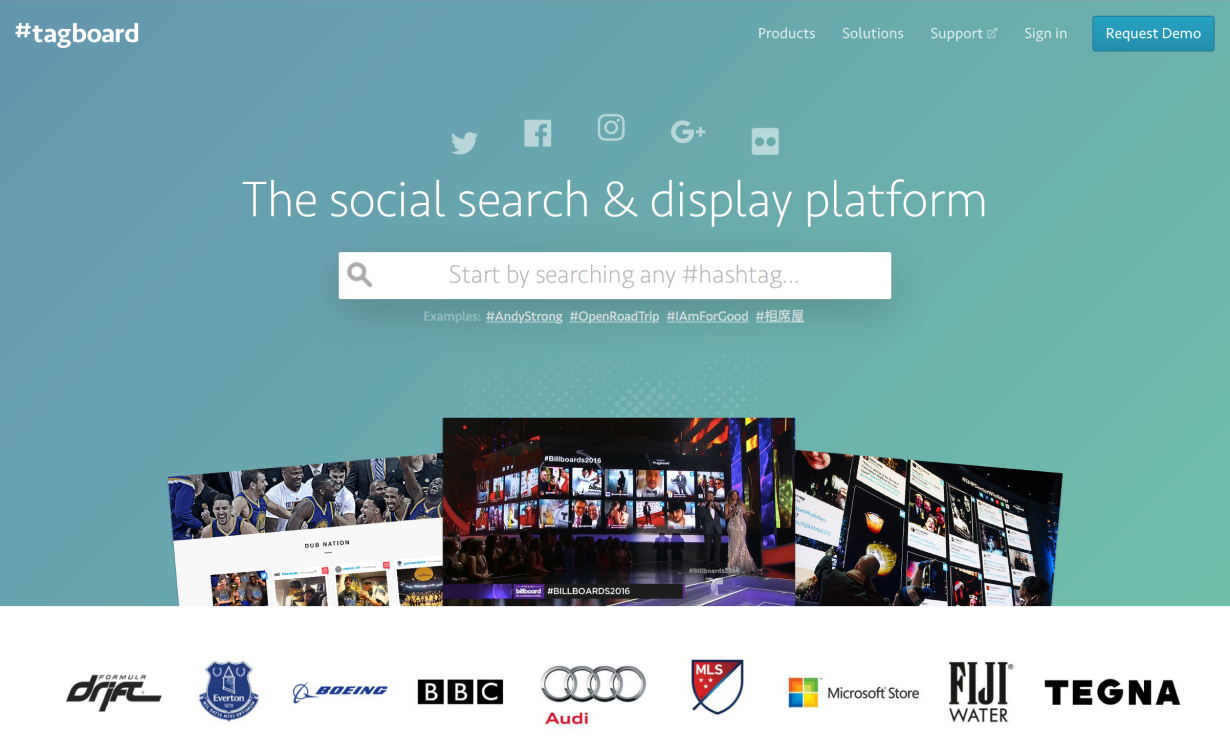 #tagboard
Products Solutions Support Sign in Request Demo
The social search & display platform
Start by searching any #hashtag...
Examples: #AndyStrong #OpenRoadTrip #IAmForGood #相席屋
#Billboards2016
DUB NATION
#Billboards2016
billboard #BILLBOARDS2016
FORMULA
DRIFT
Everton
1878
BOEING
BBC
Audi
MLS
Microsoft Store
FIJI
WATER
TEGNA